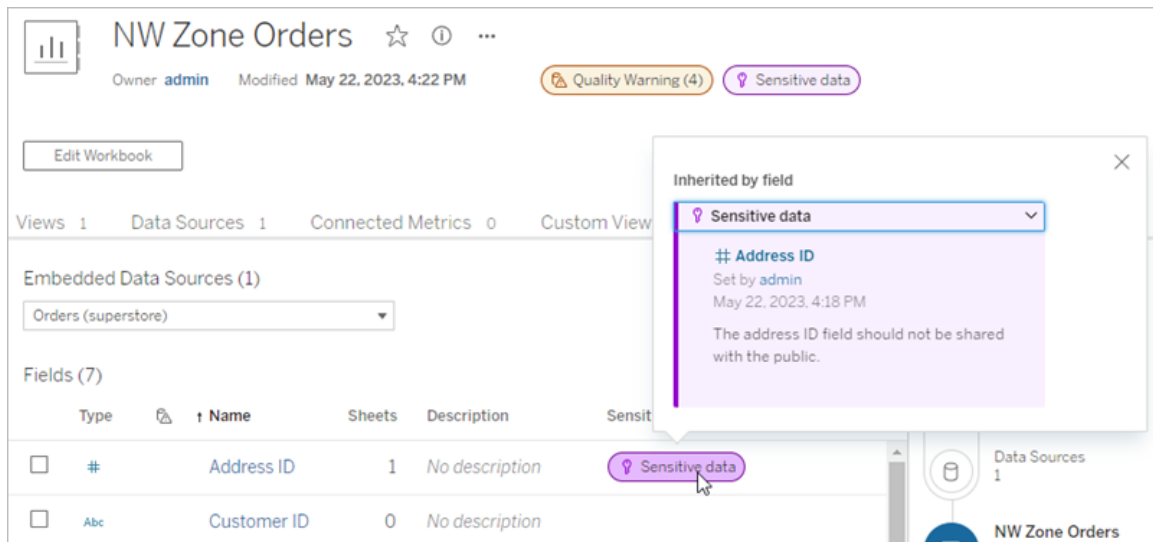 NW Zone Orders
Owner admin Modified May 22, 2023, 4:22 PM Quality Warning (4) Sensitive data
Edit Workbook
Views 1 Data Sources 1 Connected Metrics 0 Custom View
Embedded Data Sources (1)
Orders (superstore)
Fields (7)
Type Name Sheets Description Sensit
# Address ID 1 No description Sensitive data
Abc Customer ID 0 No description
Inherited by field
Sensitive data
# Address ID
Set by admin
May 22, 2023, 4:18 PM
The address ID field should not be shared
with the public.
Data Sources
1
NW Zone Orders